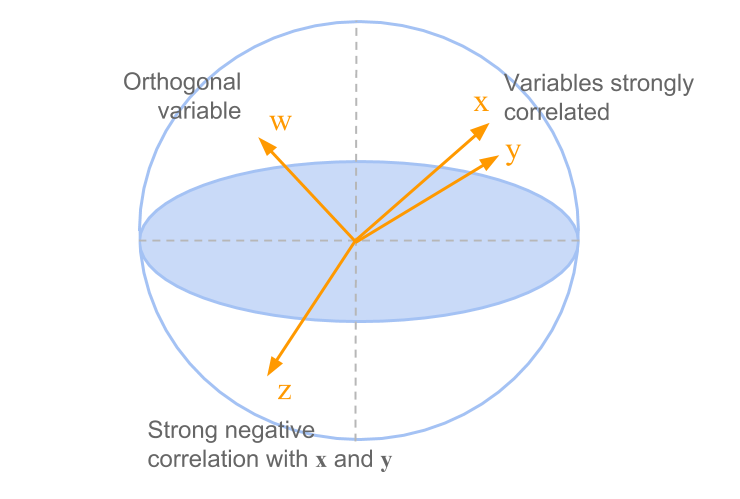 Orthogonal
variable
w
x
Variables strongly
correlated
y
z
Strong negative
correlation with x and y